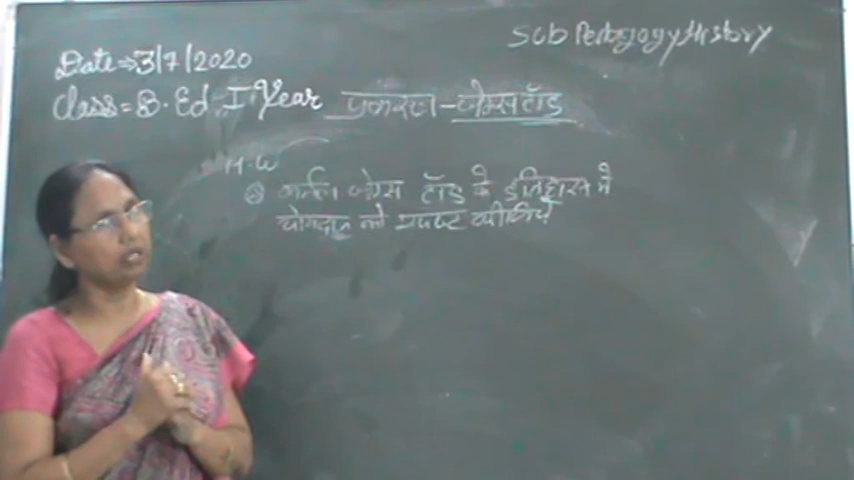 Sub Pedagogy History
Date⇒3/7/2020
Class = B. Ed. I Year प्रकरण - जेम्स टॉड
H.W
कर्नल जेम्स टॉड के इतिहास में
योगदान को स्पष्ट कीजिये